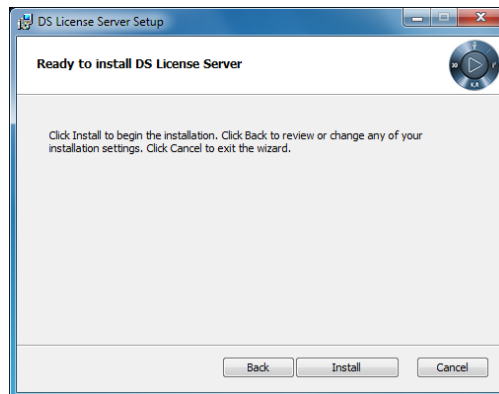 DS License Server Setup
Ready to install DS License Server
Click Install to begin the installation. Click Back to review or change any of your
installation settings. Click Cancel to exit the wizard.
Back Install Cancel